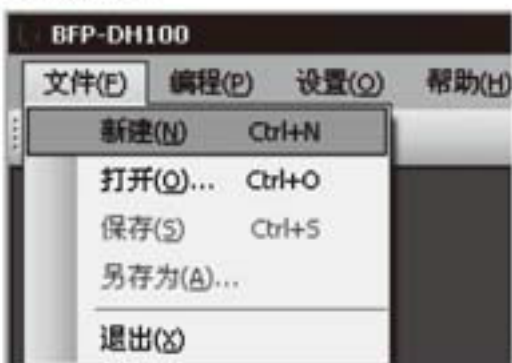 BFP-DH100
文件(F) 编程(P) 设置(O) 帮助(H)
新建(N) Ctrl+N
打开(O)... Ctrl+O
保存(S) Ctrl+S
另存为(A)...
退出(X)